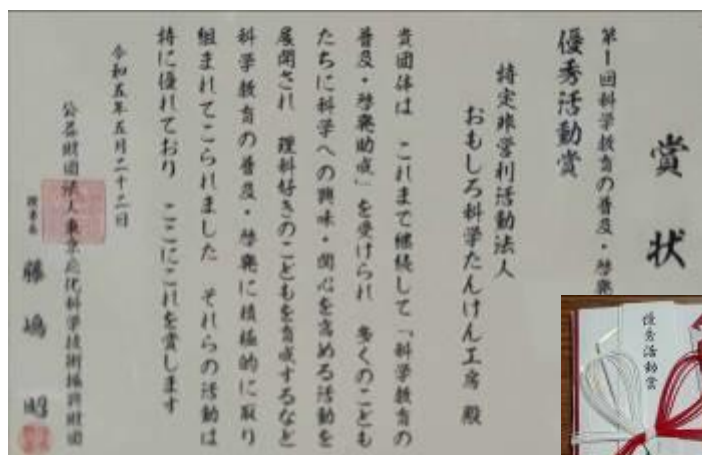 賞状
第1回科学教育の普及・啓発
優秀活動賞
特定非営利活動法人
おもしろ科学たんけん工房 殿
貴団体は これまで継続して「科学教育の
普及・啓発助成」を受けられ 多くのこども
たちに科学への興味・関心を高める活動を
展開され 理科好きのこどもを育成するなど
科学教育の普及・啓発に積極的に取り
組まれてこられました それらの活動は
特に優れており ここにこれを賞します
令和五年五月二十二日
公益財団法人東京応化科学技術振興財団
理事長 藤嶋 昭
優秀活動賞